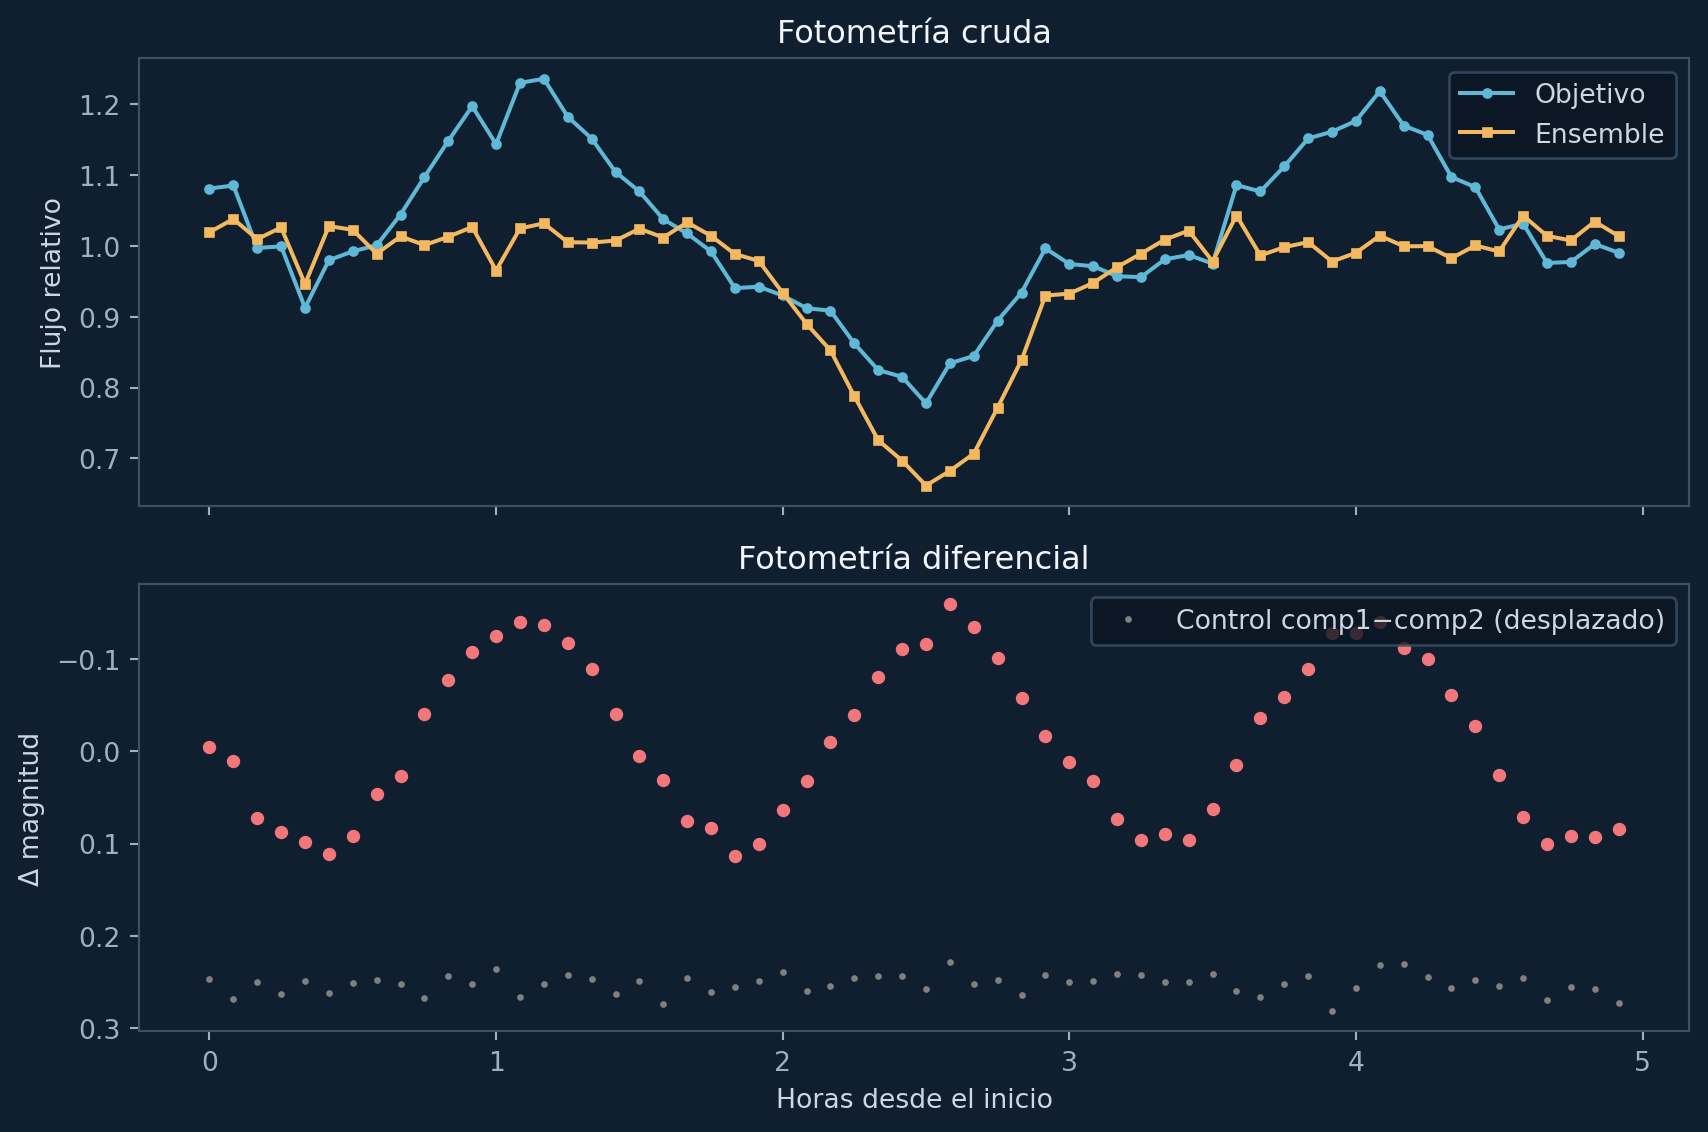 Fotometría cruda
1.2
1.1
1.0
0.9
0.8
0.7
Flujo relativo
Objetivo
Ensemble
Fotometría diferencial
−0.1
0.0
0.1
0.2
0.3
Δ magnitud
Control comp1−comp2 (desplazado)
0
1
2
3
4
5
Horas desde el inicio